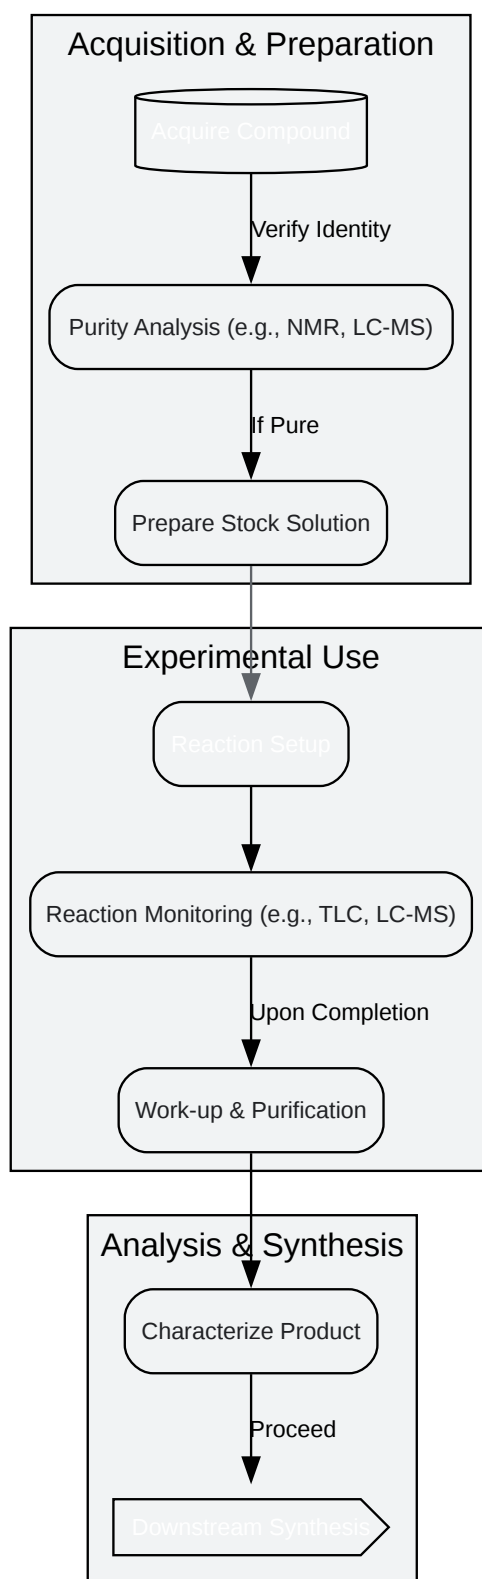 Acquisition & Preparation
Acquire Compound
Verify Identity
Purity Analysis (e.g., NMR, LC-MS)
If Pure
Prepare Stock Solution
Experimental Use
Reaction Setup
Reaction Monitoring (e.g., TLC, LC-MS)
Upon Completion
Work-up & Purification
Analysis & Synthesis
Characterize Product
Proceed
Downstream Synthesis